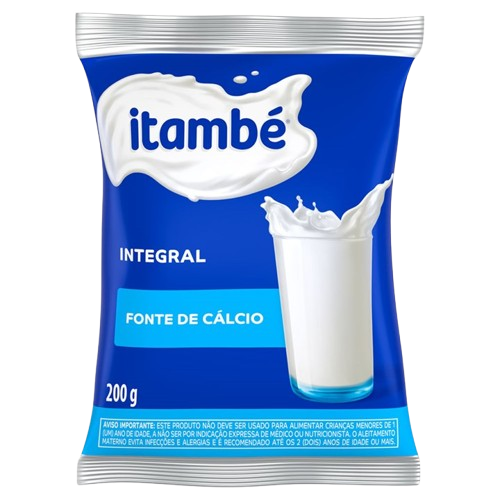 itambé
INTEGRAL
FONTE DE CÁLCIO
200 g
AVISO IMPORTANTE: ESTE PRODUTO NÃO DEVE SER USADO PARA ALIMENTAR CRIANÇAS MENORES DE 1
(UM) ANO DE IDADE, A NÃO SER POR INDICAÇÃO EXPRESSA DE MÉDICO OU NUTRICIONISTA. O ALEITAMENTO
MATERNO EVITA INFECÇÕES E ALERGIAS E É RECOMENDADO ATÉ OS 2 (DOIS) ANOS DE IDADE OU MAIS.